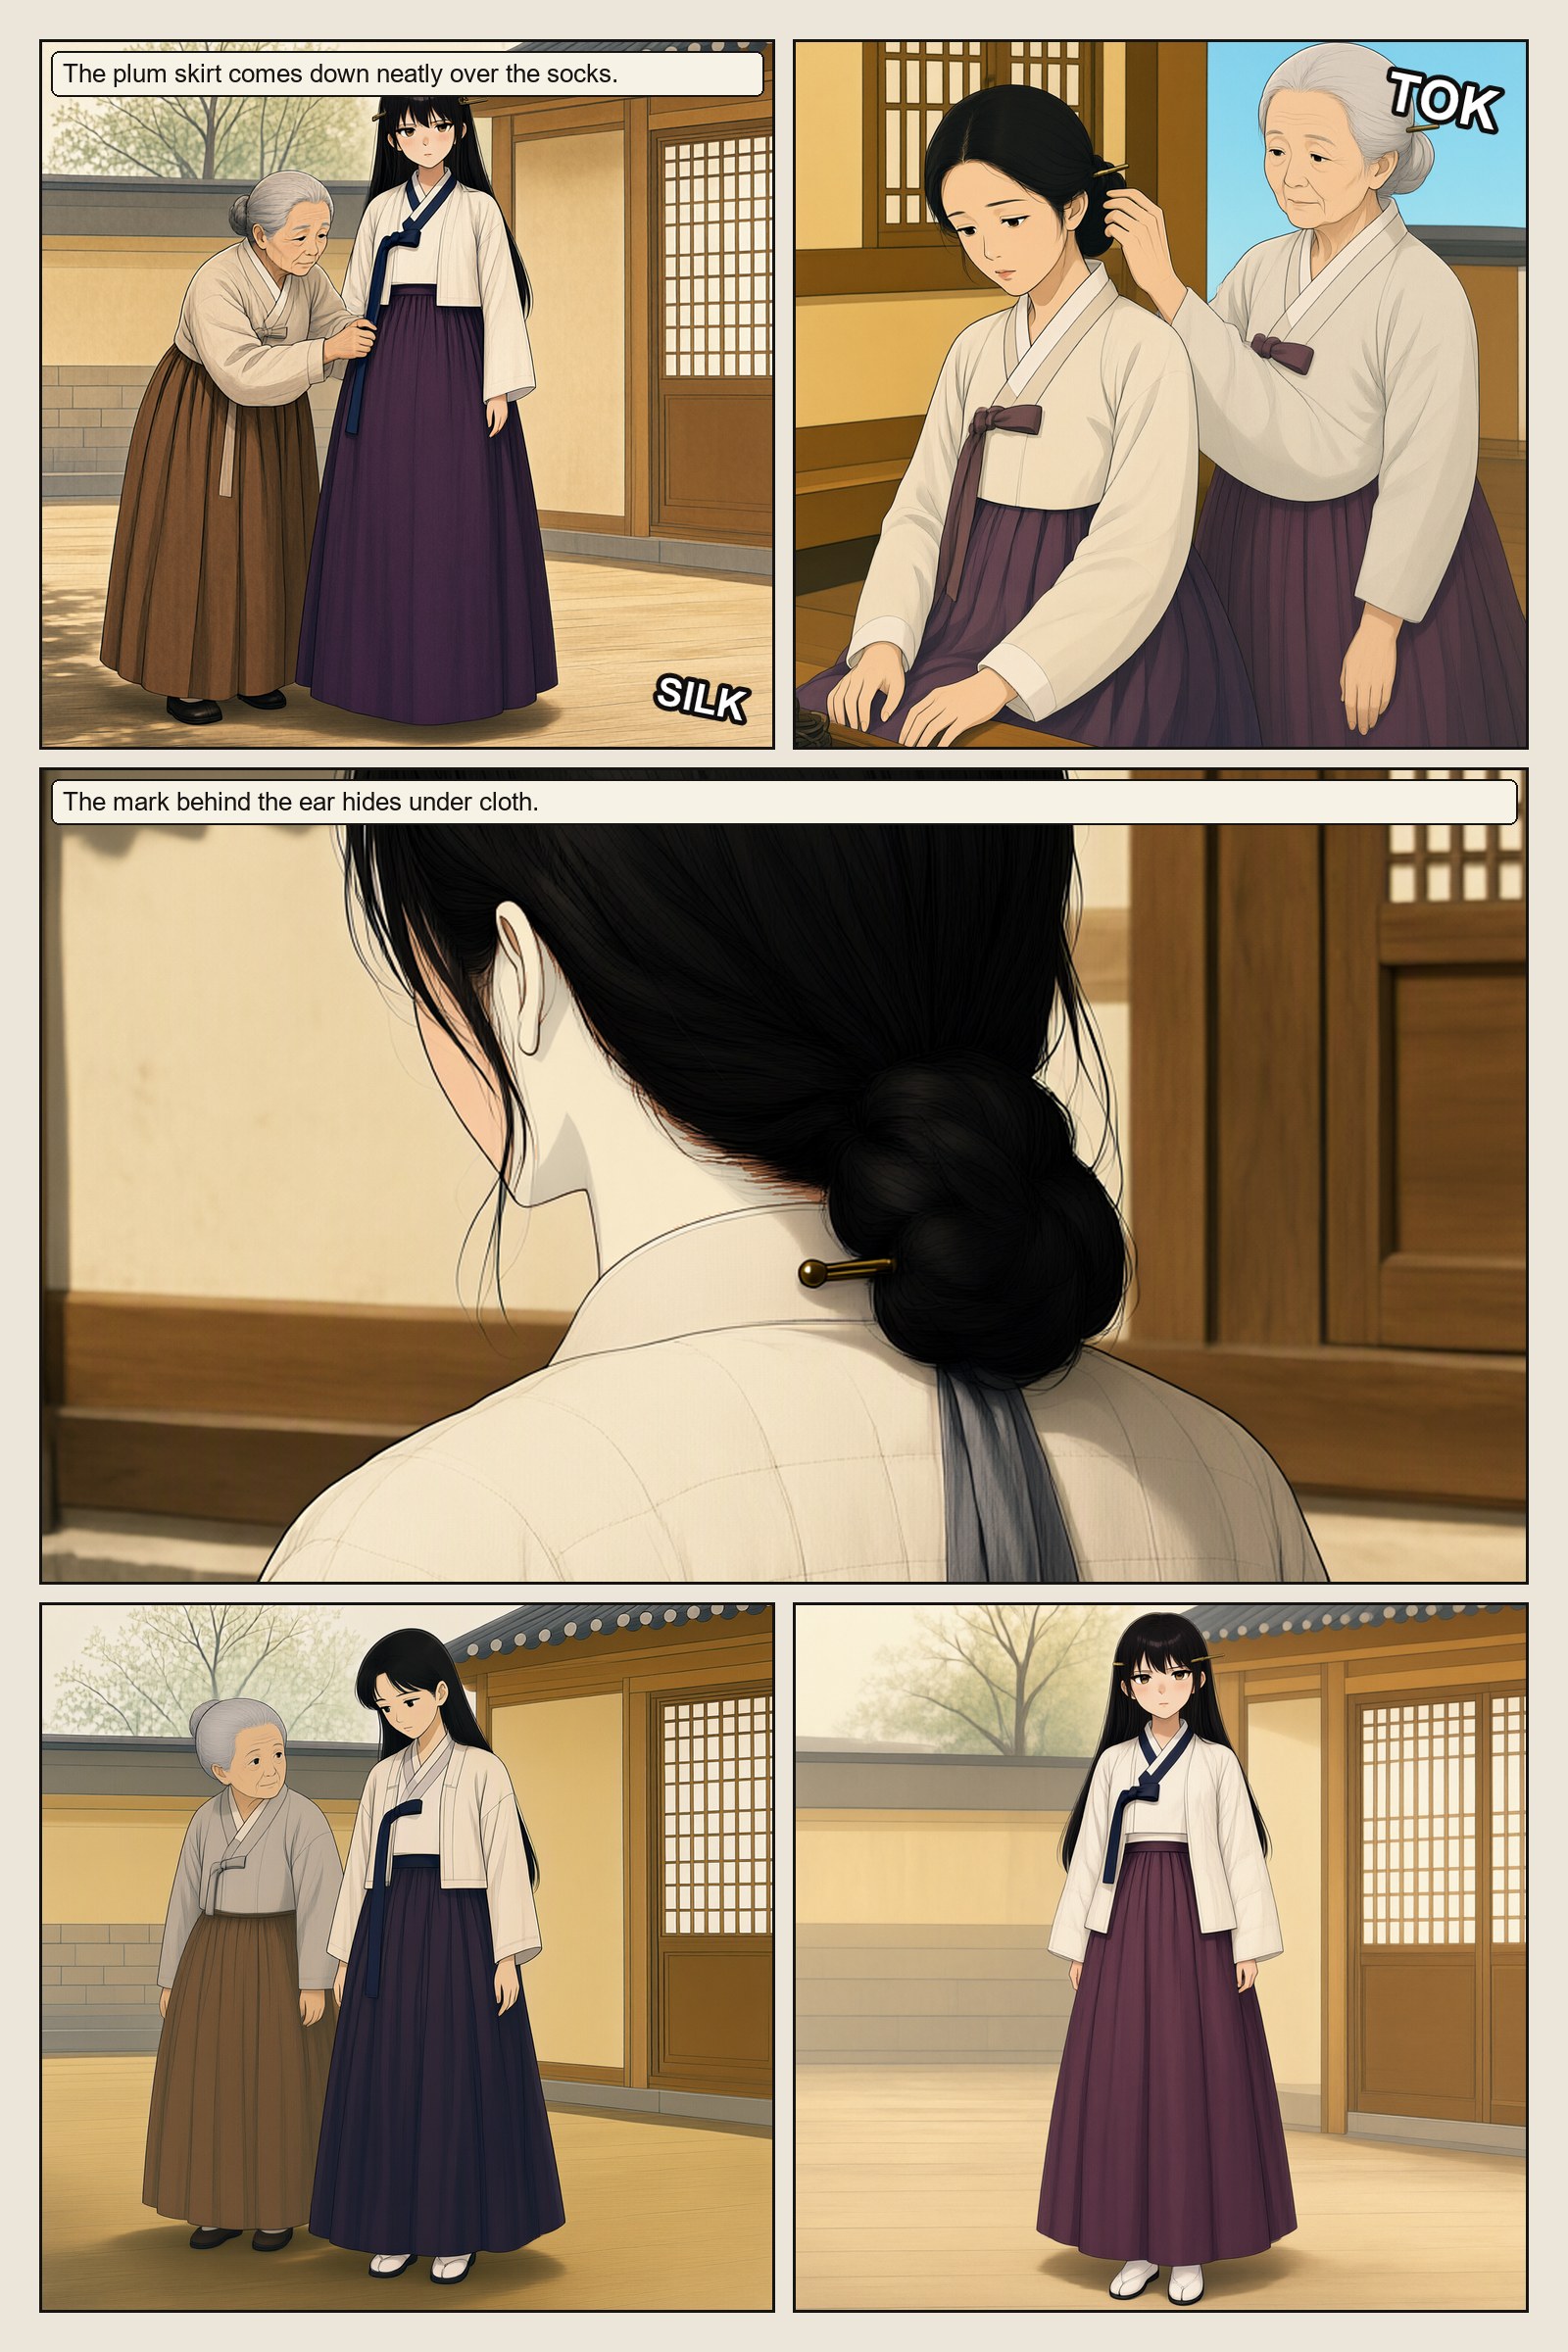 The plum skirt comes down neatly over the socks.
SILK
TOK
The mark behind the ear hides under cloth.